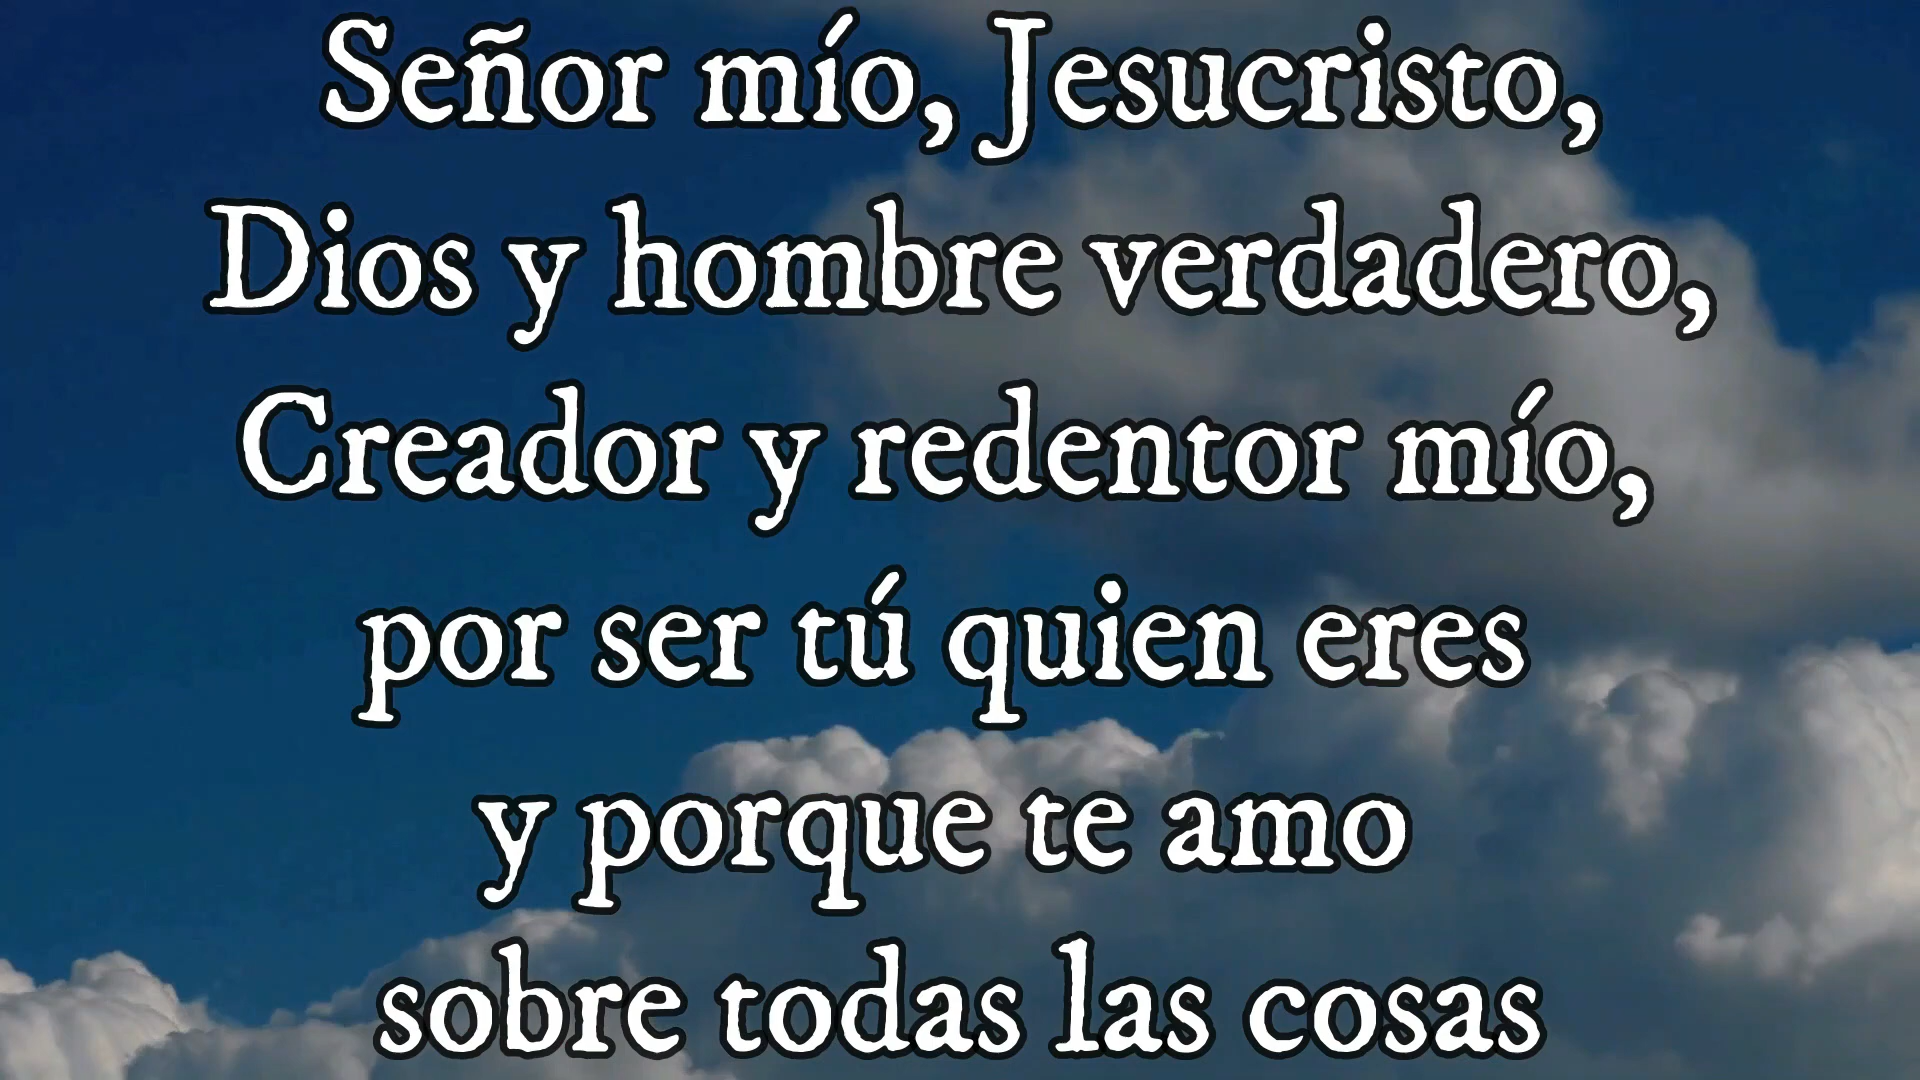 Señor mío, Jesucristo,
Dios y hombre verdadero,
Creador y redentor mío,
por ser tú quien eres
y porque te amo
sobre todas las cosas